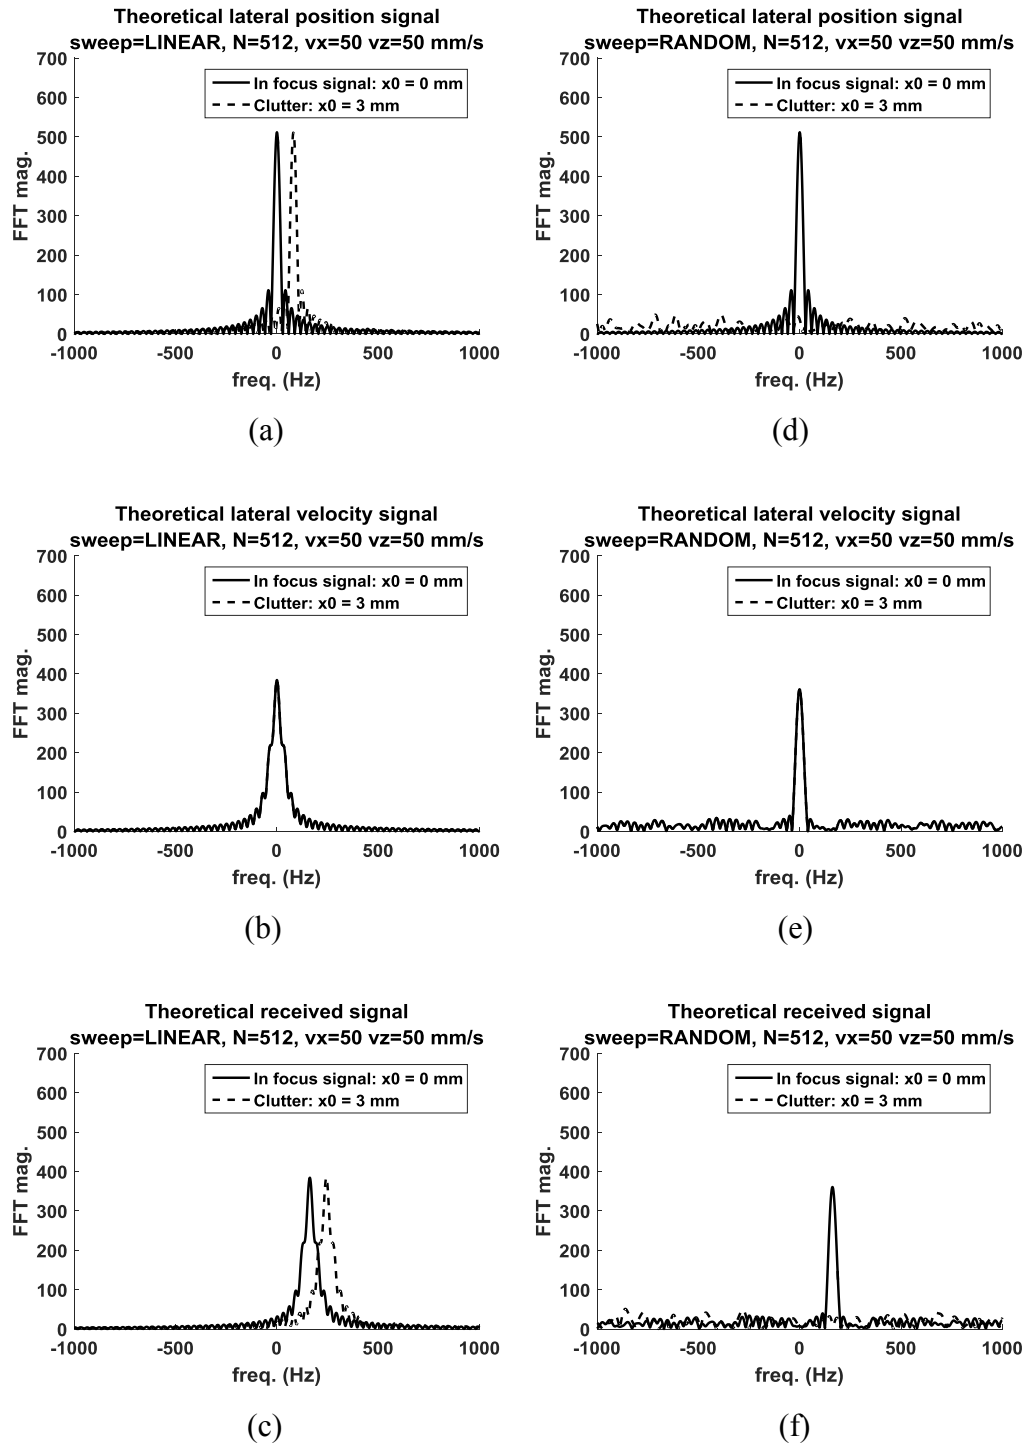 Theoretical lateral position signal
sweep=LINEAR, N=512, vx=50 vz=50 mm/s
700
600
500
400
300
200
100
0
FFT mag.
In focus signal: x0 = 0 mm
Clutter: x0 = 3 mm
-1000 -500 0 500 1000
freq. (Hz)
(a)
Theoretical lateral position signal
sweep=RANDOM, N=512, vx=50 vz=50 mm/s
700
600
500
400
300
200
100
0
FFT mag.
In focus signal: x0 = 0 mm
Clutter: x0 = 3 mm
-1000 -500 0 500 1000
freq. (Hz)
(d)
Theoretical lateral velocity signal
sweep=LINEAR, N=512, vx=50 vz=50 mm/s
700
600
500
400
300
200
100
0
FFT mag.
In focus signal: x0 = 0 mm
Clutter: x0 = 3 mm
-1000 -500 0 500 1000
freq. (Hz)
(b)
Theoretical lateral velocity signal
sweep=RANDOM, N=512, vx=50 vz=50 mm/s
700
600
500
400
300
200
100
0
FFT mag.
In focus signal: x0 = 0 mm
Clutter: x0 = 3 mm
-1000 -500 0 500 1000
freq. (Hz)
(e)
Theoretical received signal
sweep=LINEAR, N=512, vx=50 vz=50 mm/s
700
600
500
400
300
200
100
0
FFT mag.
In focus signal: x0 = 0 mm
Clutter: x0 = 3 mm
-1000 -500 0 500 1000
freq. (Hz)
(c)
Theoretical received signal
sweep=RANDOM, N=512, vx=50 vz=50 mm/s
700
600
500
400
300
200
100
0
FFT mag.
In focus signal: x0 = 0 mm
Clutter: x0 = 3 mm
-1000 -500 0 500 1000
freq. (Hz)
(f)